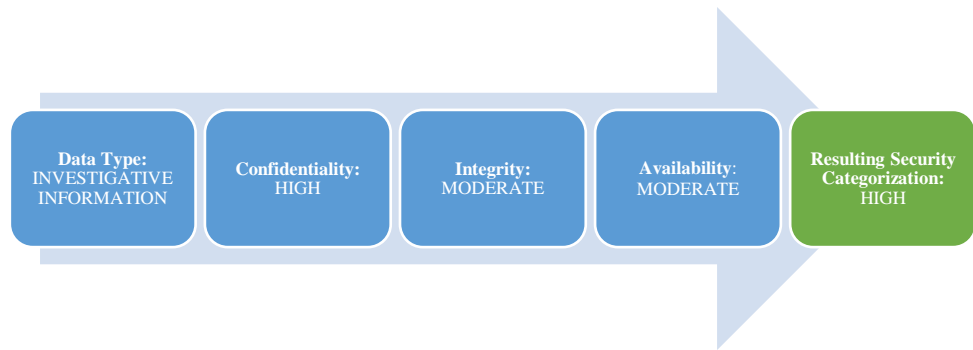 Data Type:
INVESTIGATIVE
INFORMATION
Confidentiality:
HIGH
Integrity:
MODERATE
Availability:
MODERATE
Resulting Security
Categorization:
HIGH